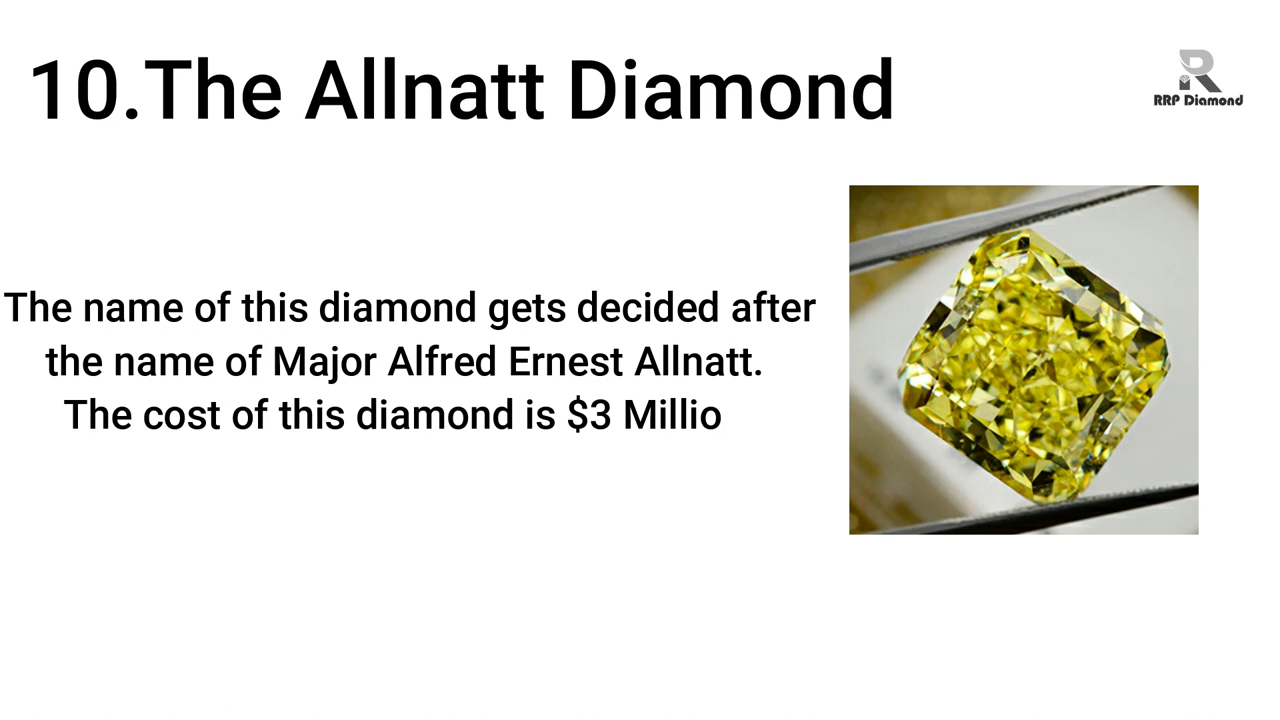 10.The Allnatt Diamond
RRP Diamond
The name of this diamond gets decided after
the name of Major Alfred Ernest Allnatt.
The cost of this diamond is $3 Millio